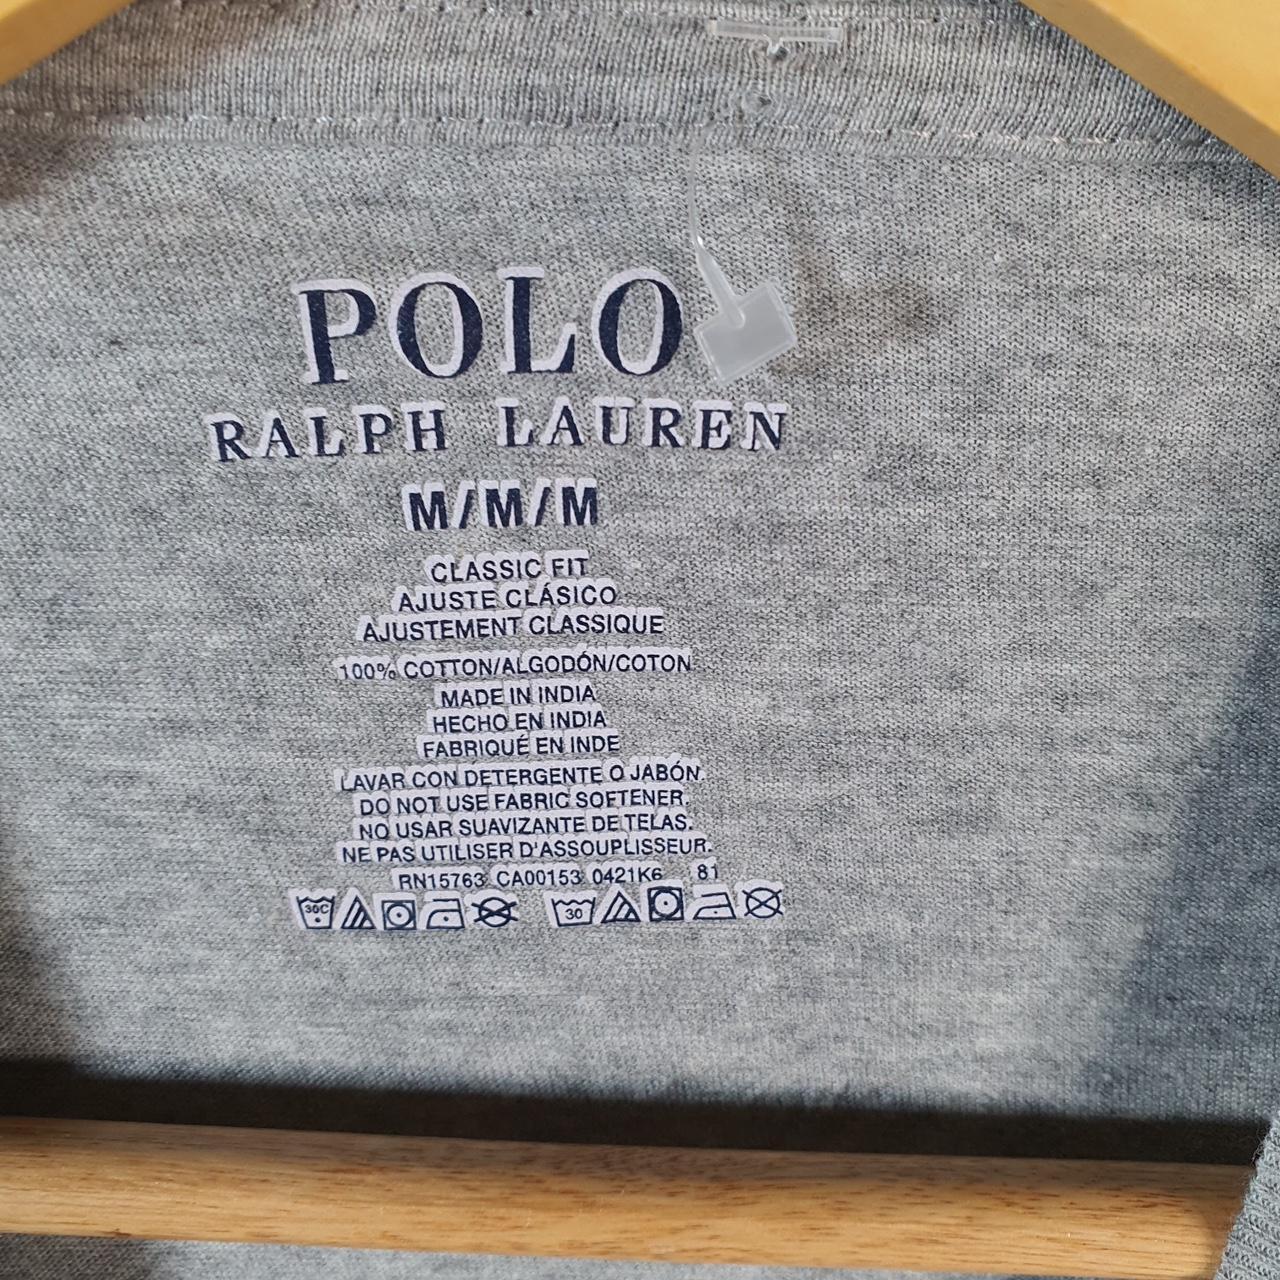 POLO
RALPH LAUREN
M/M/M
CLASSIC FIT
AJUSTE CLÁSICO
AJUSTEMENT CLASSIQUE
100% COTTON/ALGODÓN/COTON
MADE IN INDIA
HECHO EN INDIA
FABRIQUÉ EN INDE
LAVAR CON DETERGENTE O JABÓN.
DO NOT USE FABRIC SOFTENER.
NO USAR SUAVIZANTE DE TELAS.
NE PAS UTILISER D'ASSOUPLISSEUR.
RN15763 CA00153 0421K6 81
30C 30